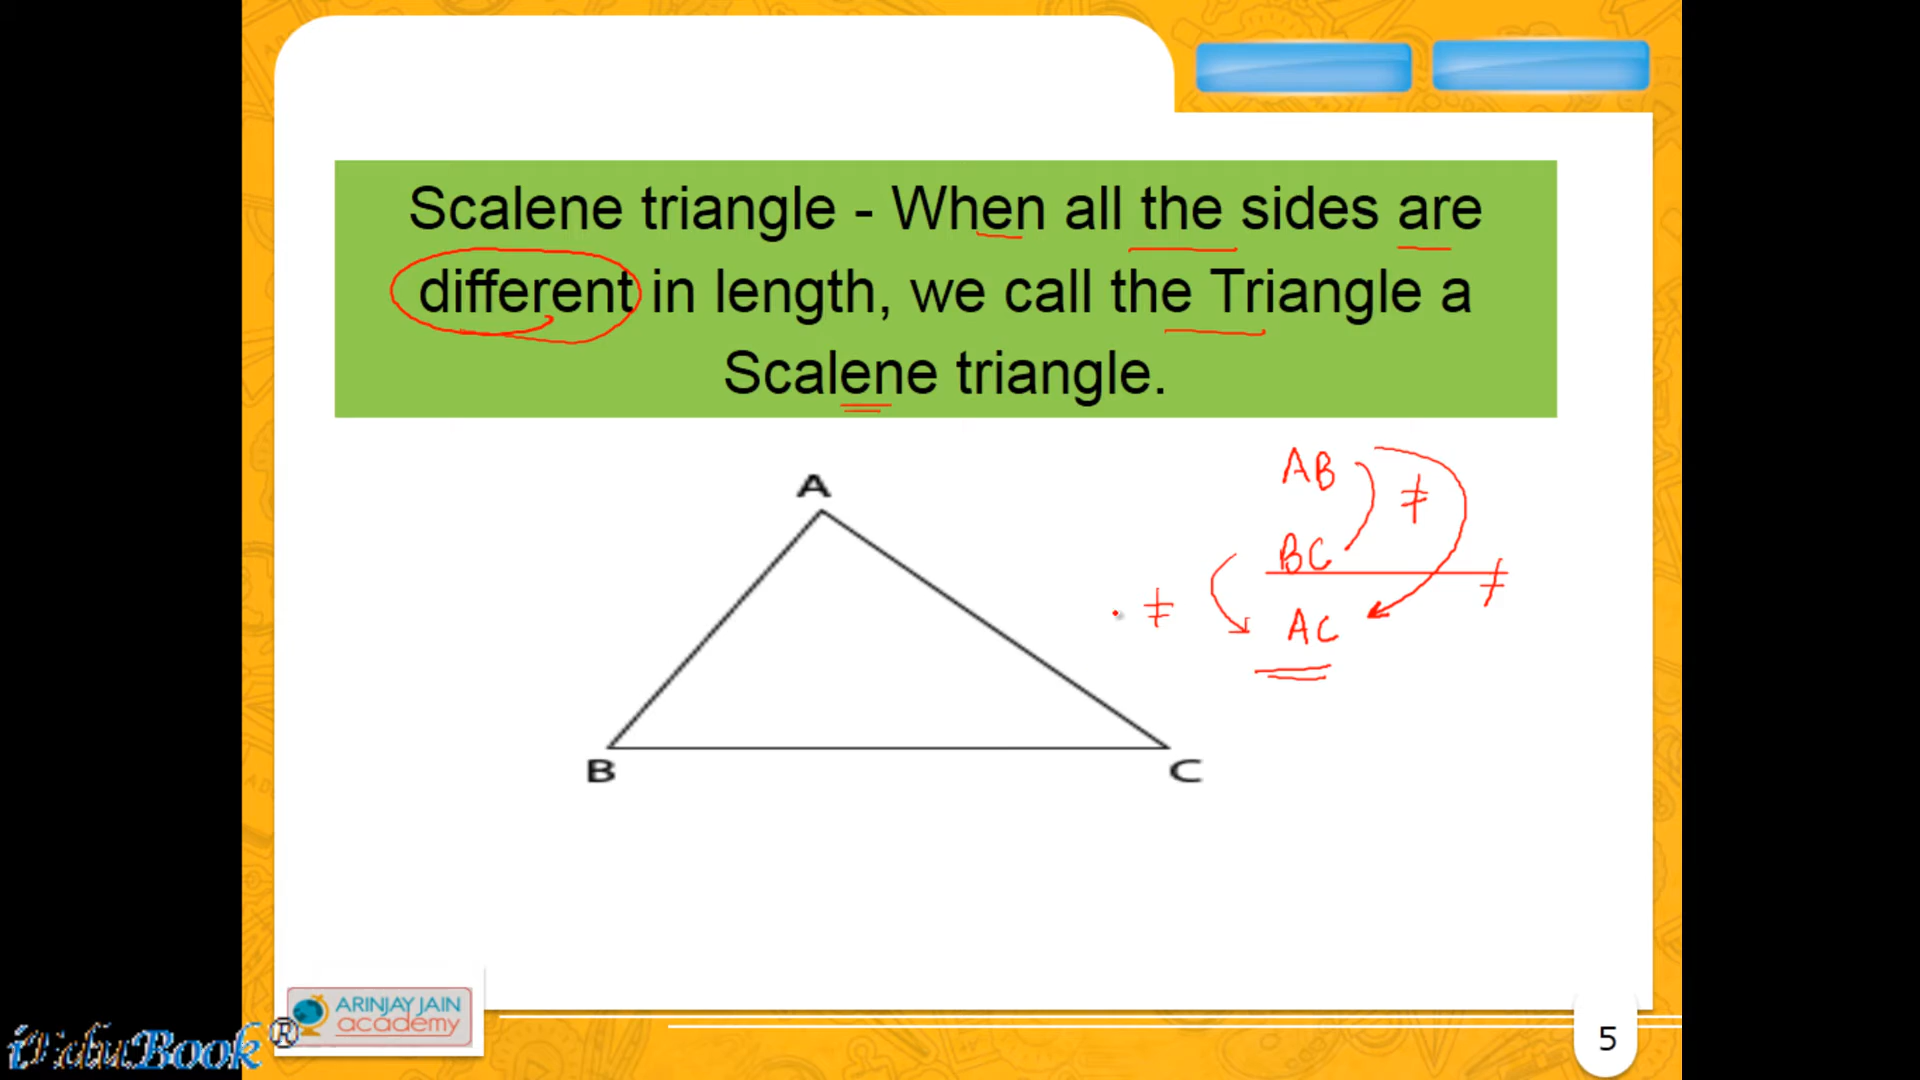 Scalene triangle - When all the sides are
different in length, we call the Triangle a
Scalene triangle.
A
B
C
AB
≠
BC
≠
≠
AC
ARINJAY JAIN
academy
iEduBook®
5